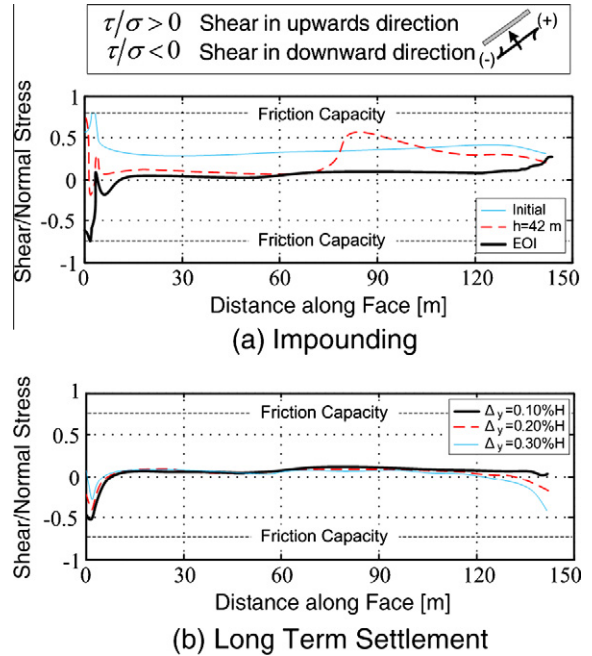 τ/σ > 0 Shear in upwards direction (+)
τ/σ < 0 Shear in downward direction (-)
Shear/Normal Stress
1
0.5
0
-0.5
-1
Friction Capacity
Friction Capacity
Initial
h=42 m
EOI
0 30 60 90 120 150
Distance along Face [m]
(a) Impounding
Shear/Normal Stress
1
0.5
0
-0.5
-1
Friction Capacity
Friction Capacity
Δy=0.10%H
Δy=0.20%H
Δy=0.30%H
0 30 60 90 120 150
Distance along Face [m]
(b) Long Term Settlement